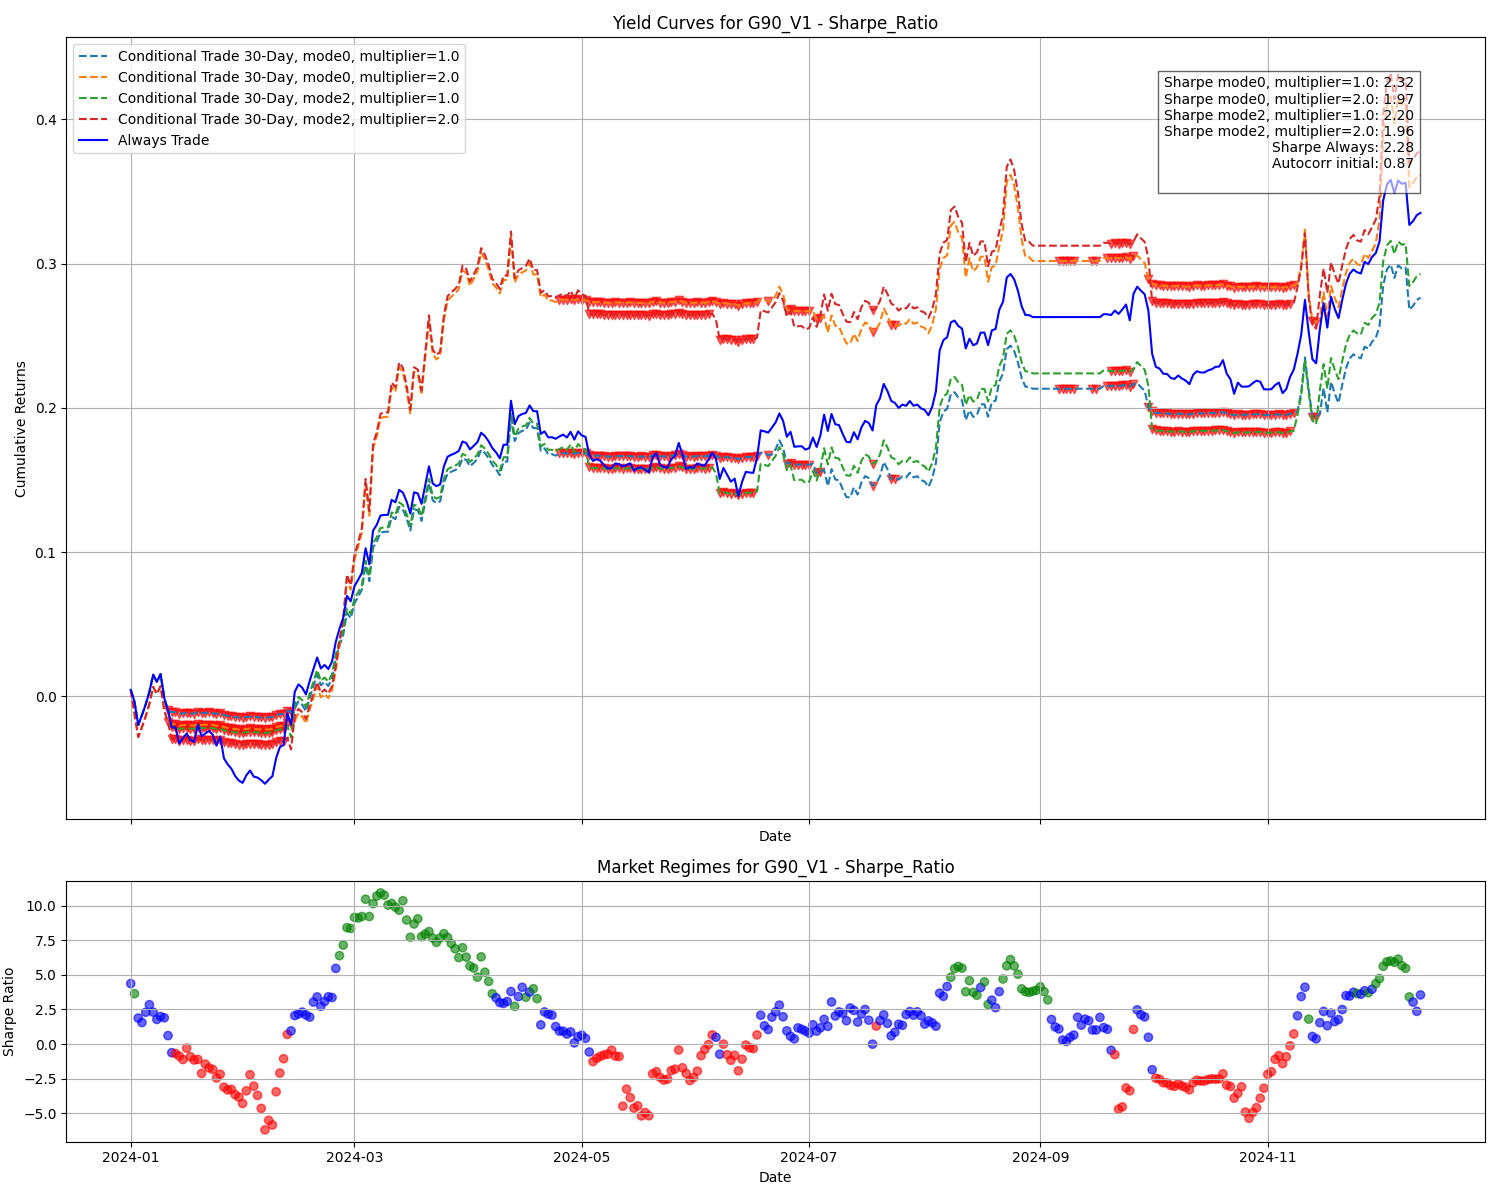 Yield Curves for G90_V1 - Sharpe_Ratio
Conditional Trade 30-Day, mode0, multiplier=1.0
Conditional Trade 30-Day, mode0, multiplier=2.0
Conditional Trade 30-Day, mode2, multiplier=1.0
Conditional Trade 30-Day, mode2, multiplier=2.0
Always Trade
Sharpe mode0, multiplier=1.0: 2.32
Sharpe mode0, multiplier=2.0: 1.97
Sharpe mode2, multiplier=1.0: 2.20
Sharpe mode2, multiplier=2.0: 1.96
Sharpe Always: 2.28
Autocorr initial: 0.87
Cumulative Returns
0.4
0.3
0.2
0.1
0.0
Date
Market Regimes for G90_V1 - Sharpe_Ratio
Sharpe Ratio
10.0
7.5
5.0
2.5
0.0
−2.5
−5.0
2024-01
2024-03
2024-05
2024-07
2024-09
2024-11
Date